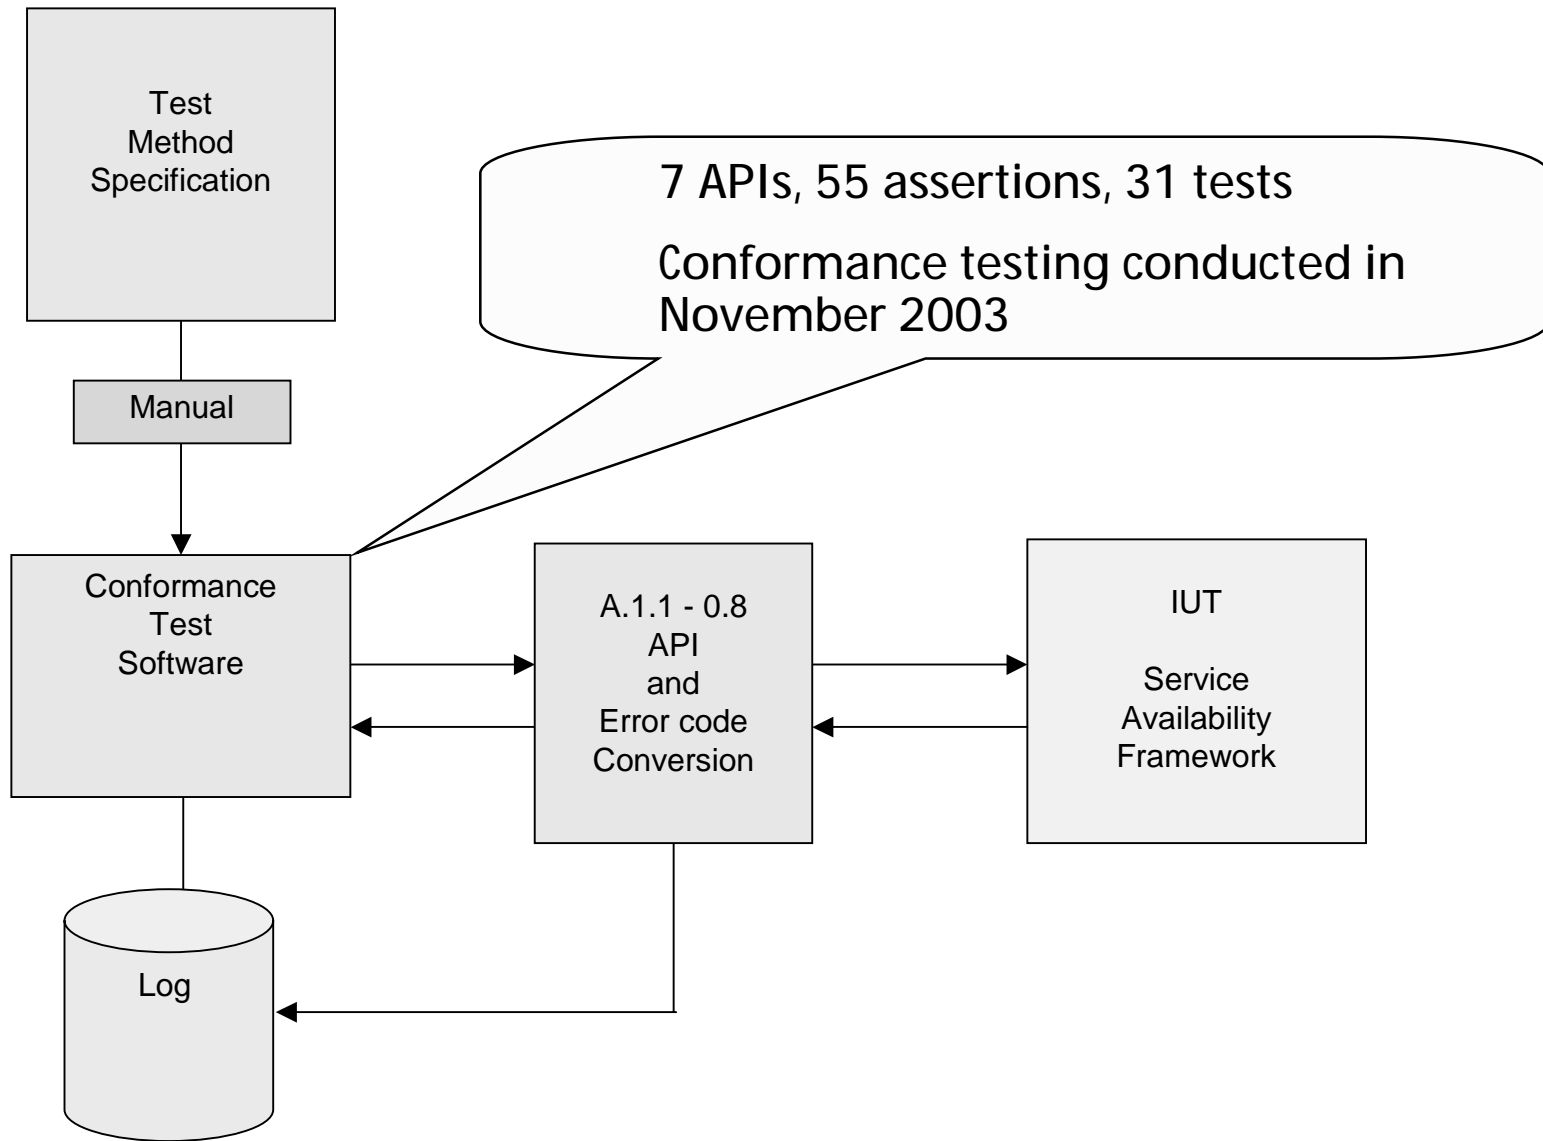 Test
Method
Specification
7 APIs, 55 assertions, 31 tests
Conformance testing conducted in
November 2003
Manual
Conformance
Test
Software
A.1.1 - 0.8
API
and
Error code
Conversion
IUT
Service
Availability
Framework
Log